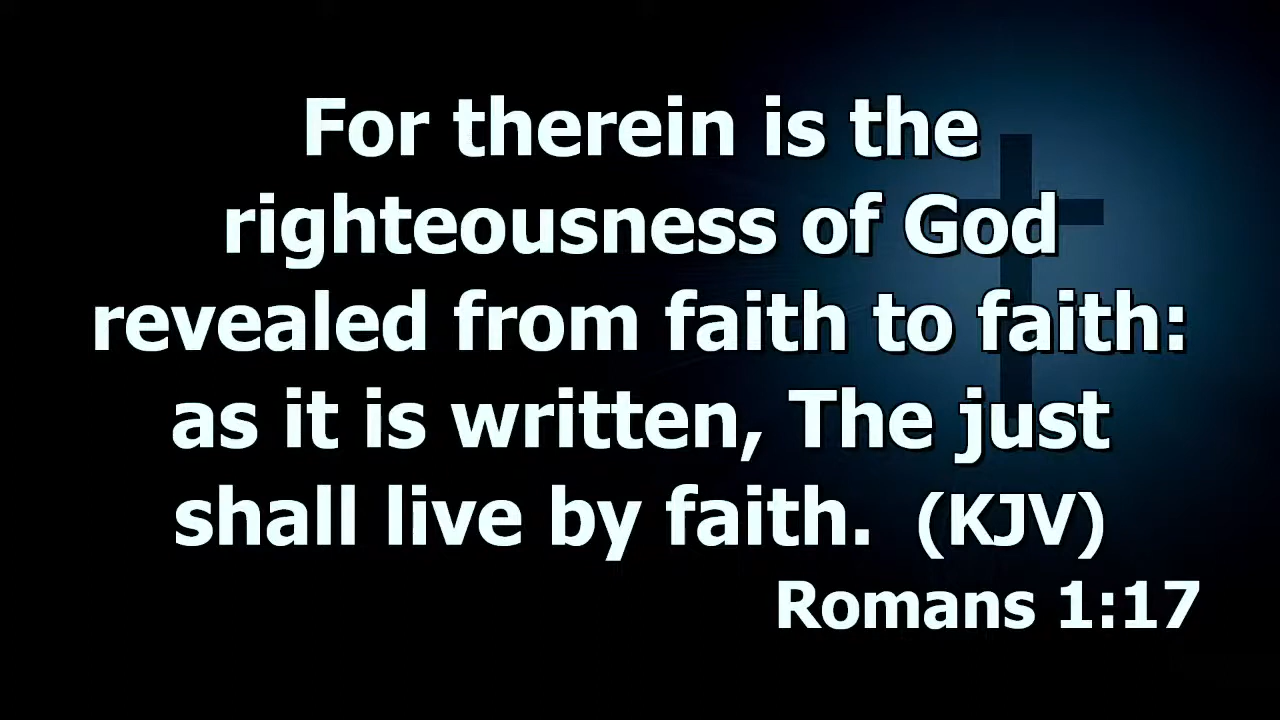 For therein is the
righteousness of God
revealed from faith to faith:
as it is written, The just
shall live by faith. (KJV)
Romans 1:17